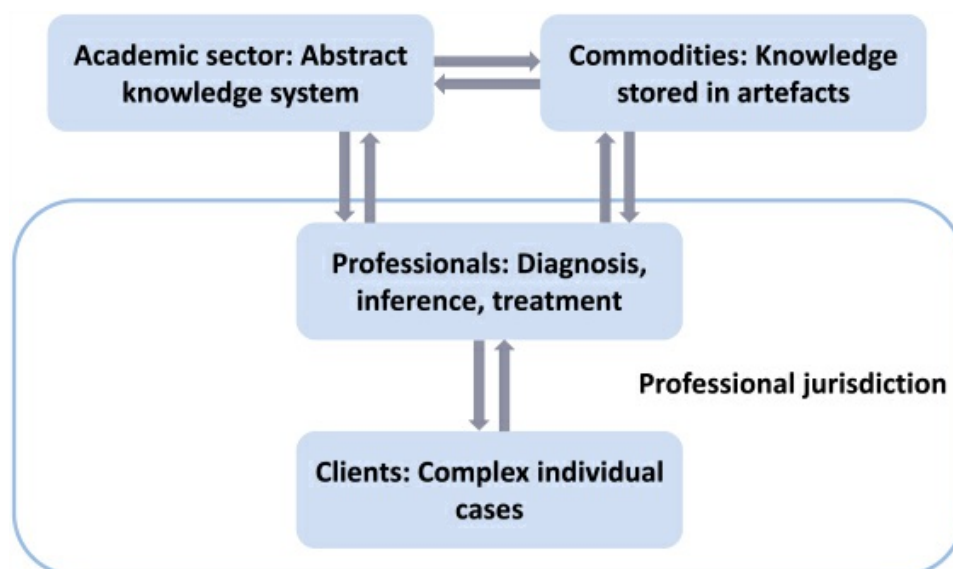 Academic sector: Abstract
knowledge system
Commodities: Knowledge
stored in artefacts
Professionals: Diagnosis,
inference, treatment
Professional jurisdiction
Clients: Complex individual
cases